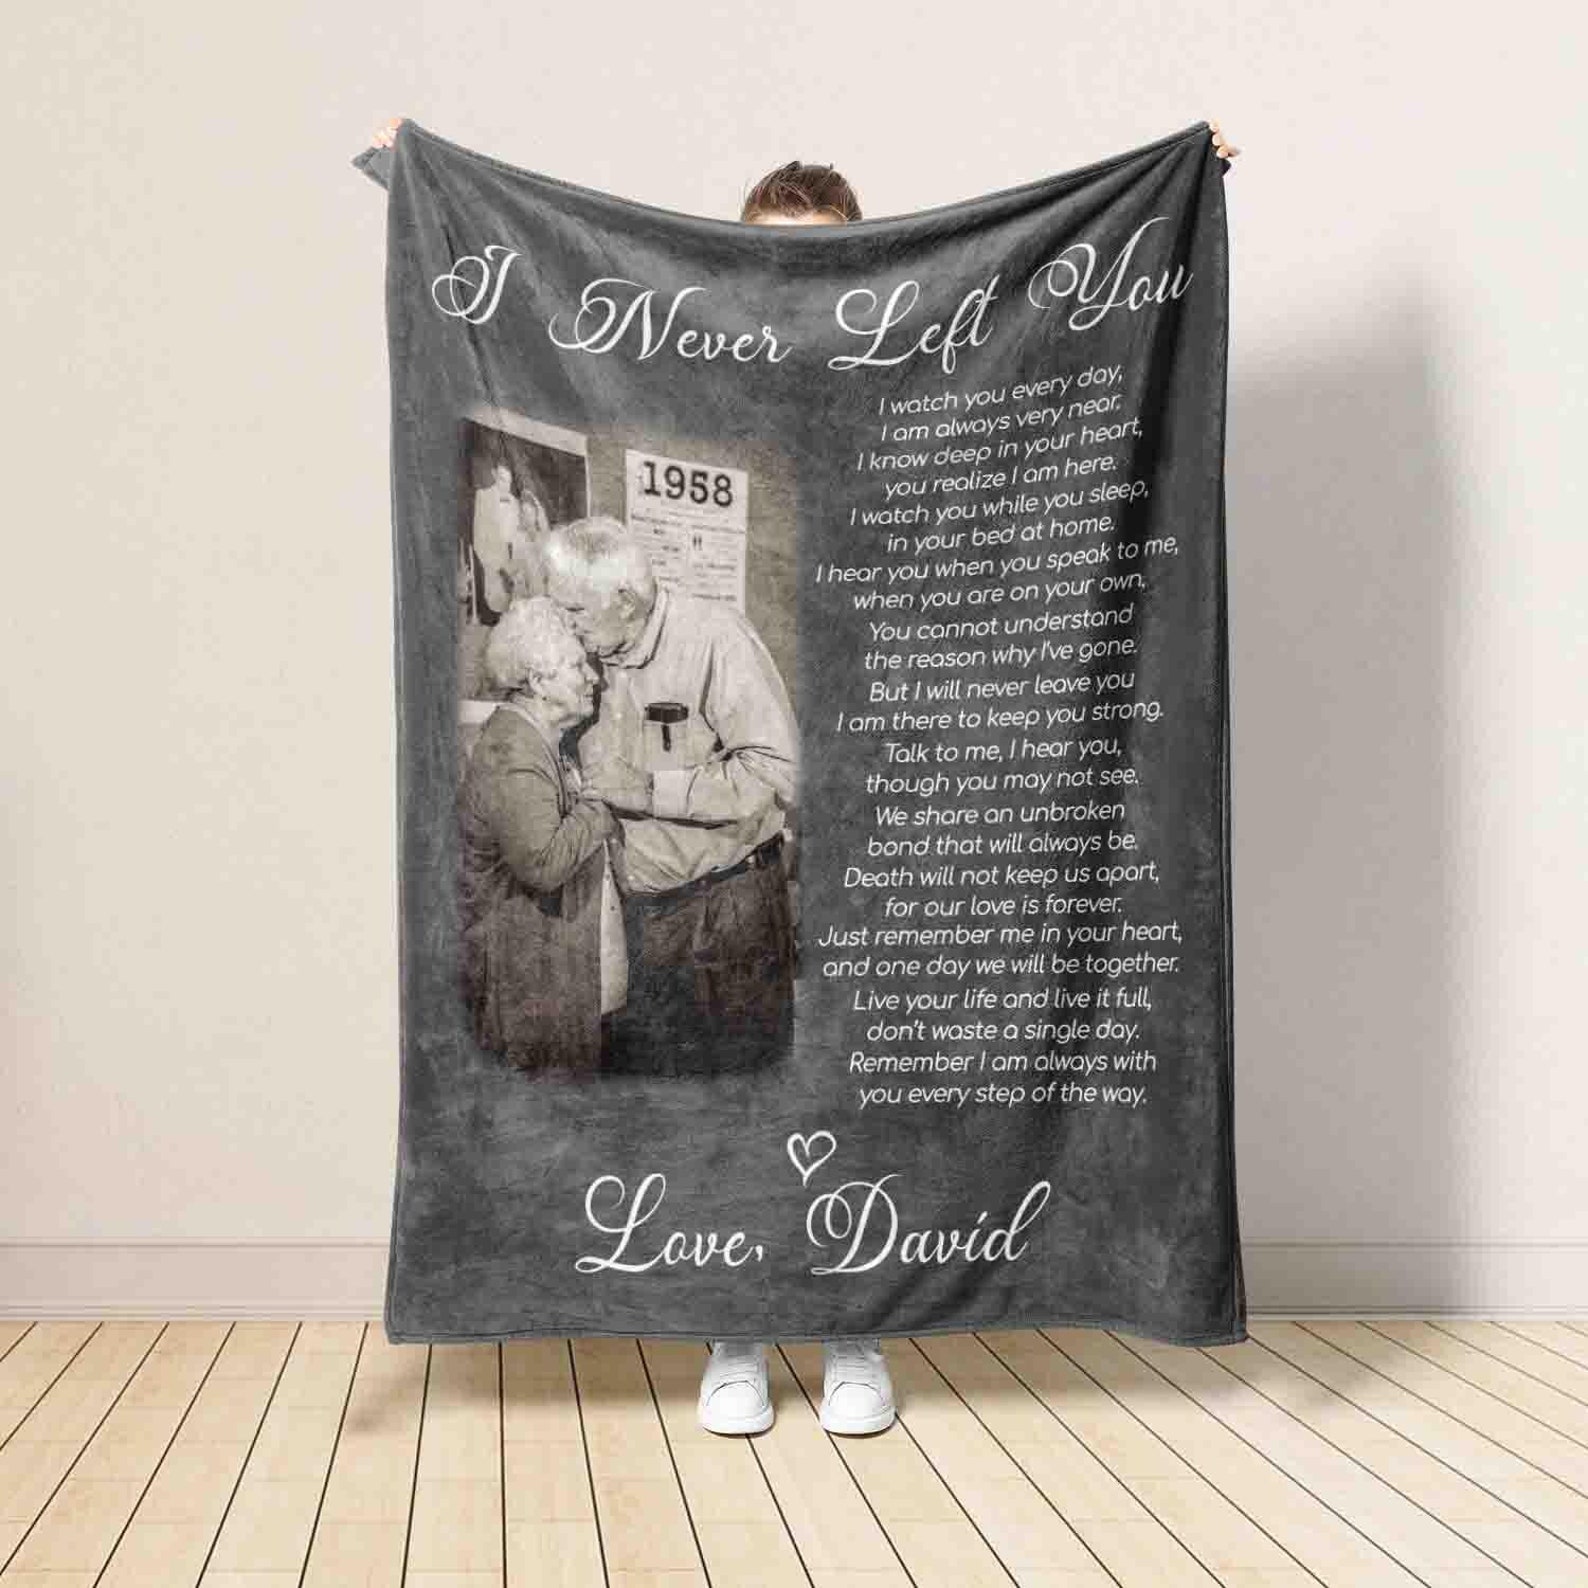 I Never Left You
I watch you every day,
I am always very near.
I know deep in your heart,
you realize I am here.
I watch you while you sleep,
in your bed at home.
I hear you when you speak to me,
when you are on your own,
You cannot understand
the reason why I've gone.
But I will never leave you
I am there to keep you strong.
Talk to me, I hear you,
though you may not see.
We share an unbroken
bond that will always be.
Death will not keep us apart,
for our love is forever.
Just remember me in your heart,
and one day we will be together.
Live your life and live it full,
don't waste a single day.
Remember I am always with
you every step of the way.
1958
Love, David